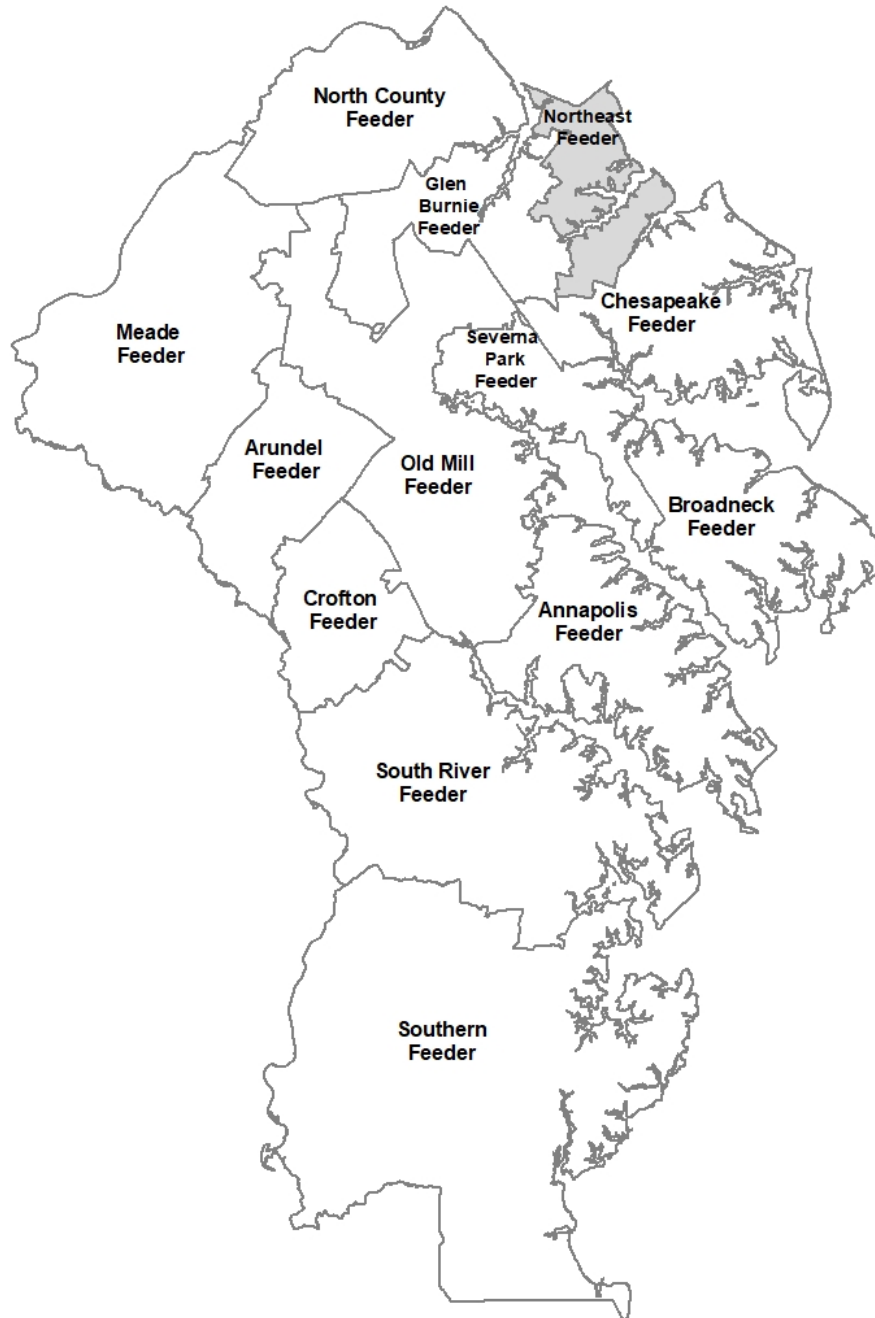 North County
Feeder
Northeast
Feeder
Glen
Burnie
Feeder
Chesapeake
Feeder
Meade
Feeder
Severna
Park
Feeder
Arundel
Feeder
Old Mill
Feeder
Broadneck
Feeder
Crofton
Feeder
Annapolis
Feeder
South River
Feeder
Southern
Feeder